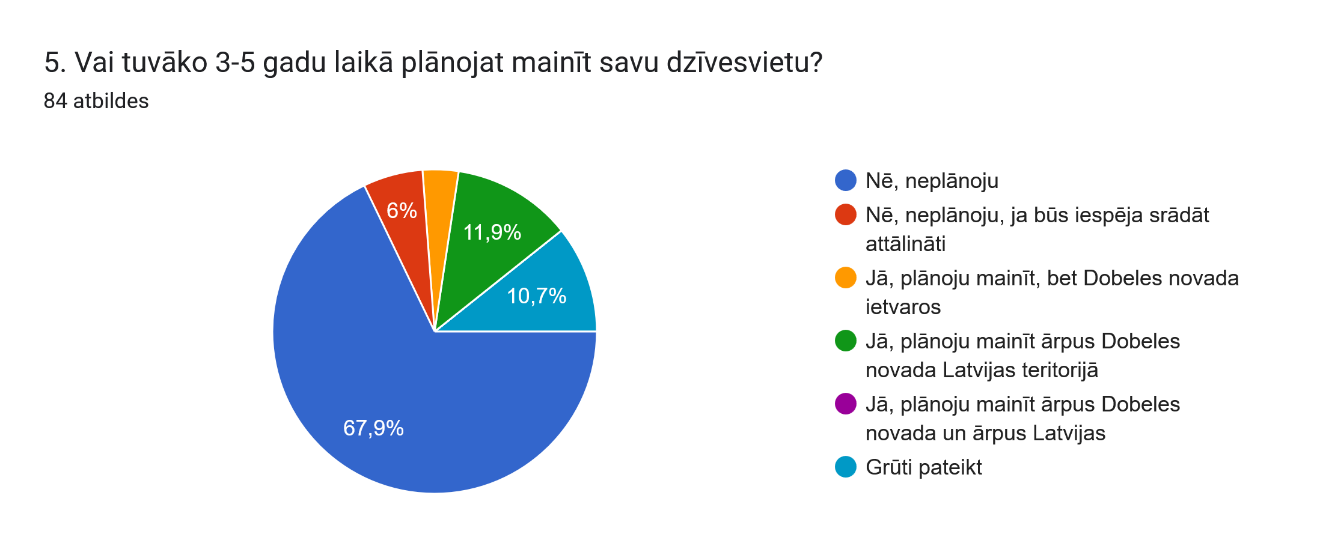 5. Vai tuvāko 3-5 gadu laikā plānojat mainīt savu dzīvesvietu?
84 atbildes
6%
11,9%
10,7%
67,9%
Nē, neplānoju
Nē, neplānoju, ja būs iespēja srādāt
attālināti
Jā, plānoju mainīt, bet Dobeles novada
ietvaros
Jā, plānoju mainīt ārpus Dobeles
novada Latvijas teritorijā
Jā, plānoju mainīt ārpus Dobeles
novada un ārpus Latvijas
Grūti pateikt